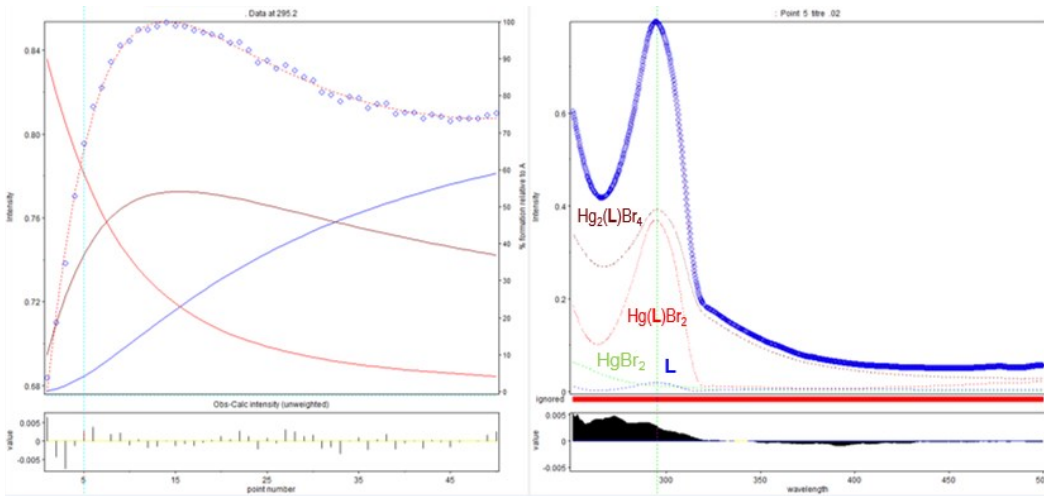 . Data at 295.2
: Point 5 titre .02
Intensity
0.84
0.80
0.76
0.72
0.68
100
90
80
70
60
50
40
30
20
10
0
% formation relative to A
Obs-Calc intensity (unweighted)
value
0.005
0
-0.005
5
15
25
35
45
point number
Intensity
0.6
0.4
0.2
0
Hg₂(L)Br₄
Hg(L)Br₂
HgBr₂
L
ignored
value
0.005
0
-0.005
300
350
400
450
500
wavelength